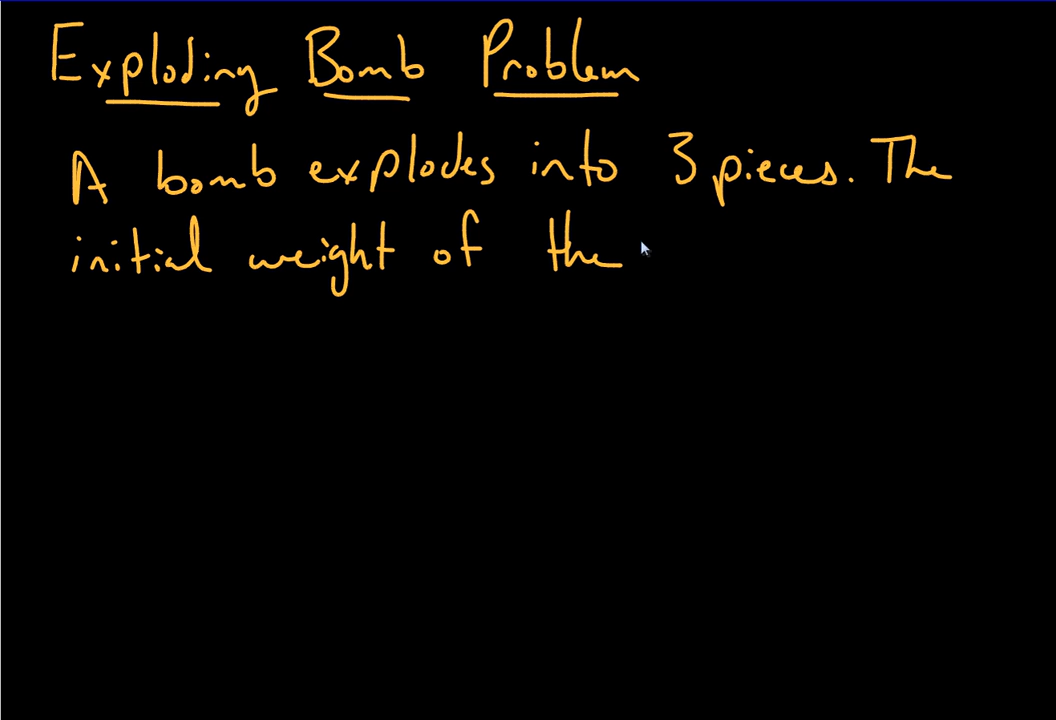 Exploding Bomb Problem
A bomb explodes into 3 pieces. The
initial weight of the